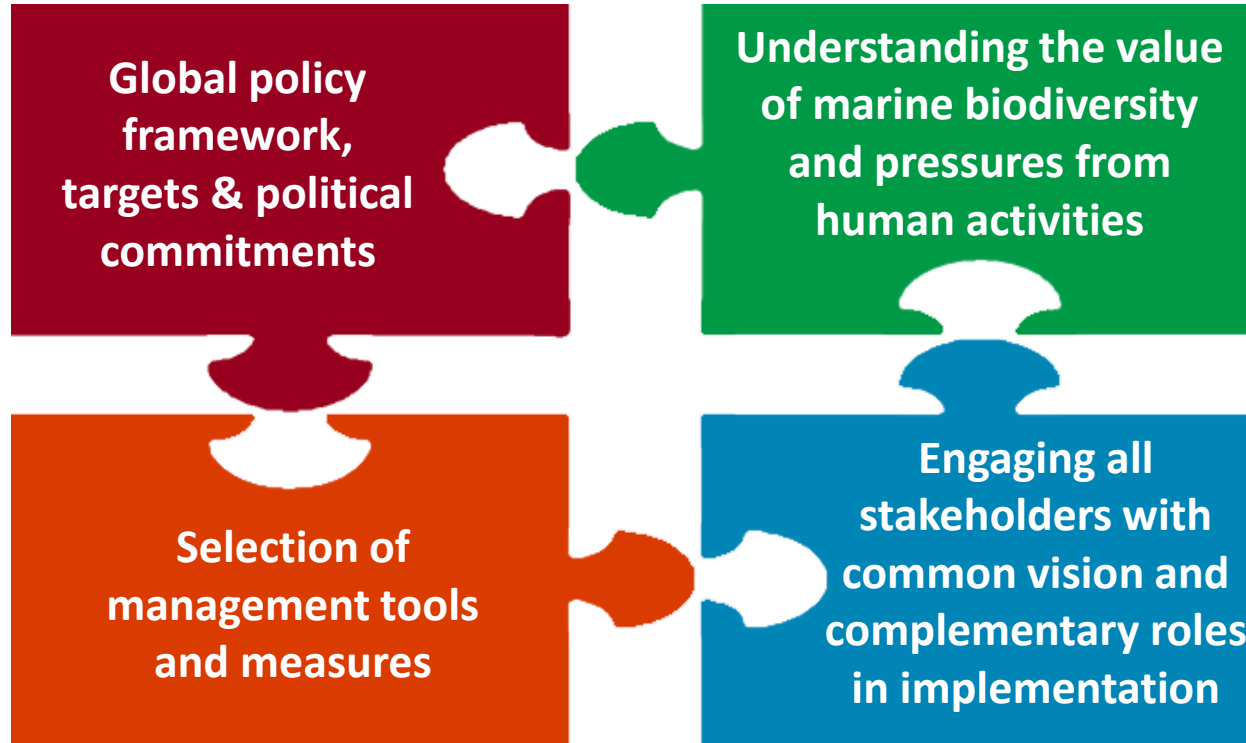 Global policy
framework,
targets & political
commitments
Understanding the value
of marine biodiversity
and pressures from
human activities
Selection of
management tools
and measures
Engaging all
stakeholders with
common vision and
complementary roles
in implementation